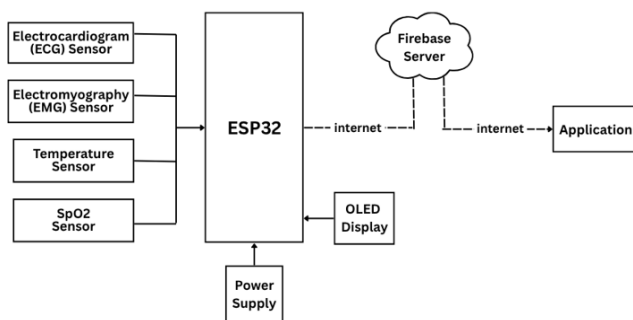 Electrocardiogram
(ECG) Sensor
Electromyography
(EMG) Sensor
Temperature
Sensor
SpO2
Sensor
ESP32
Power
Supply
OLED
Display
internet
Firebase
Server
internet
Application